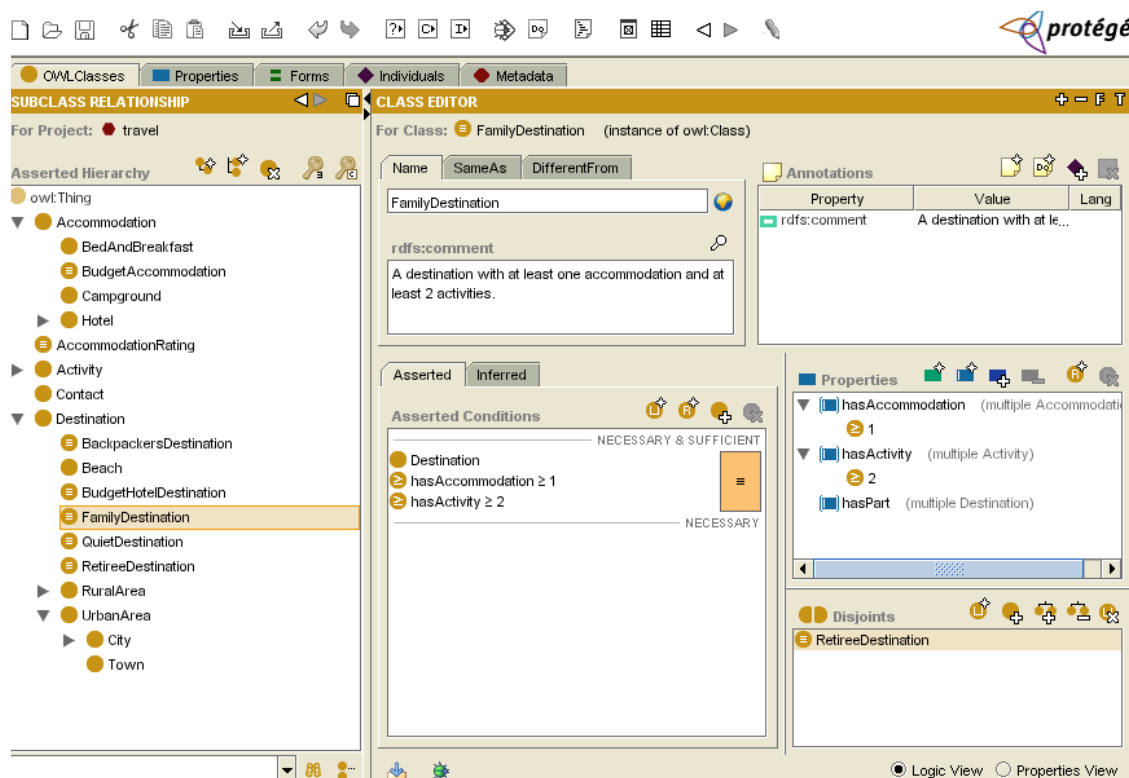 protégé
OWLClasses Properties Forms Individuals Metadata
SUBCLASS RELATIONSHIP
For Project: travel
Asserted Hierarchy
owl:Thing
Accommodation
BedAndBreakfast
BudgetAccommodation
Campground
Hotel
AccommodationRating
Activity
Contact
Destination
BackpackersDestination
Beach
BudgetHotelDestination
FamilyDestination
QuietDestination
RetireeDestination
RuralArea
UrbanArea
City
Town
CLASS EDITOR
F T
For Class: FamilyDestination (instance of owl:Class)
Name SameAs DifferentFrom
FamilyDestination
rdfs:comment
A destination with at least one accommodation and at
least 2 activities.
Annotations
Property Value Lang
rdfs:comment A destination with at le...
Asserted Inferred
Asserted Conditions
NECESSARY & SUFFICIENT
Destination
hasAccommodation ≥ 1
hasActivity ≥ 2
≡
NECESSARY
Properties
hasAccommodation (multiple Accommodati
≥ 1
hasActivity (multiple Activity)
≥ 2
hasPart (multiple Destination)
Disjoints
RetireeDestination
Logic View Properties View